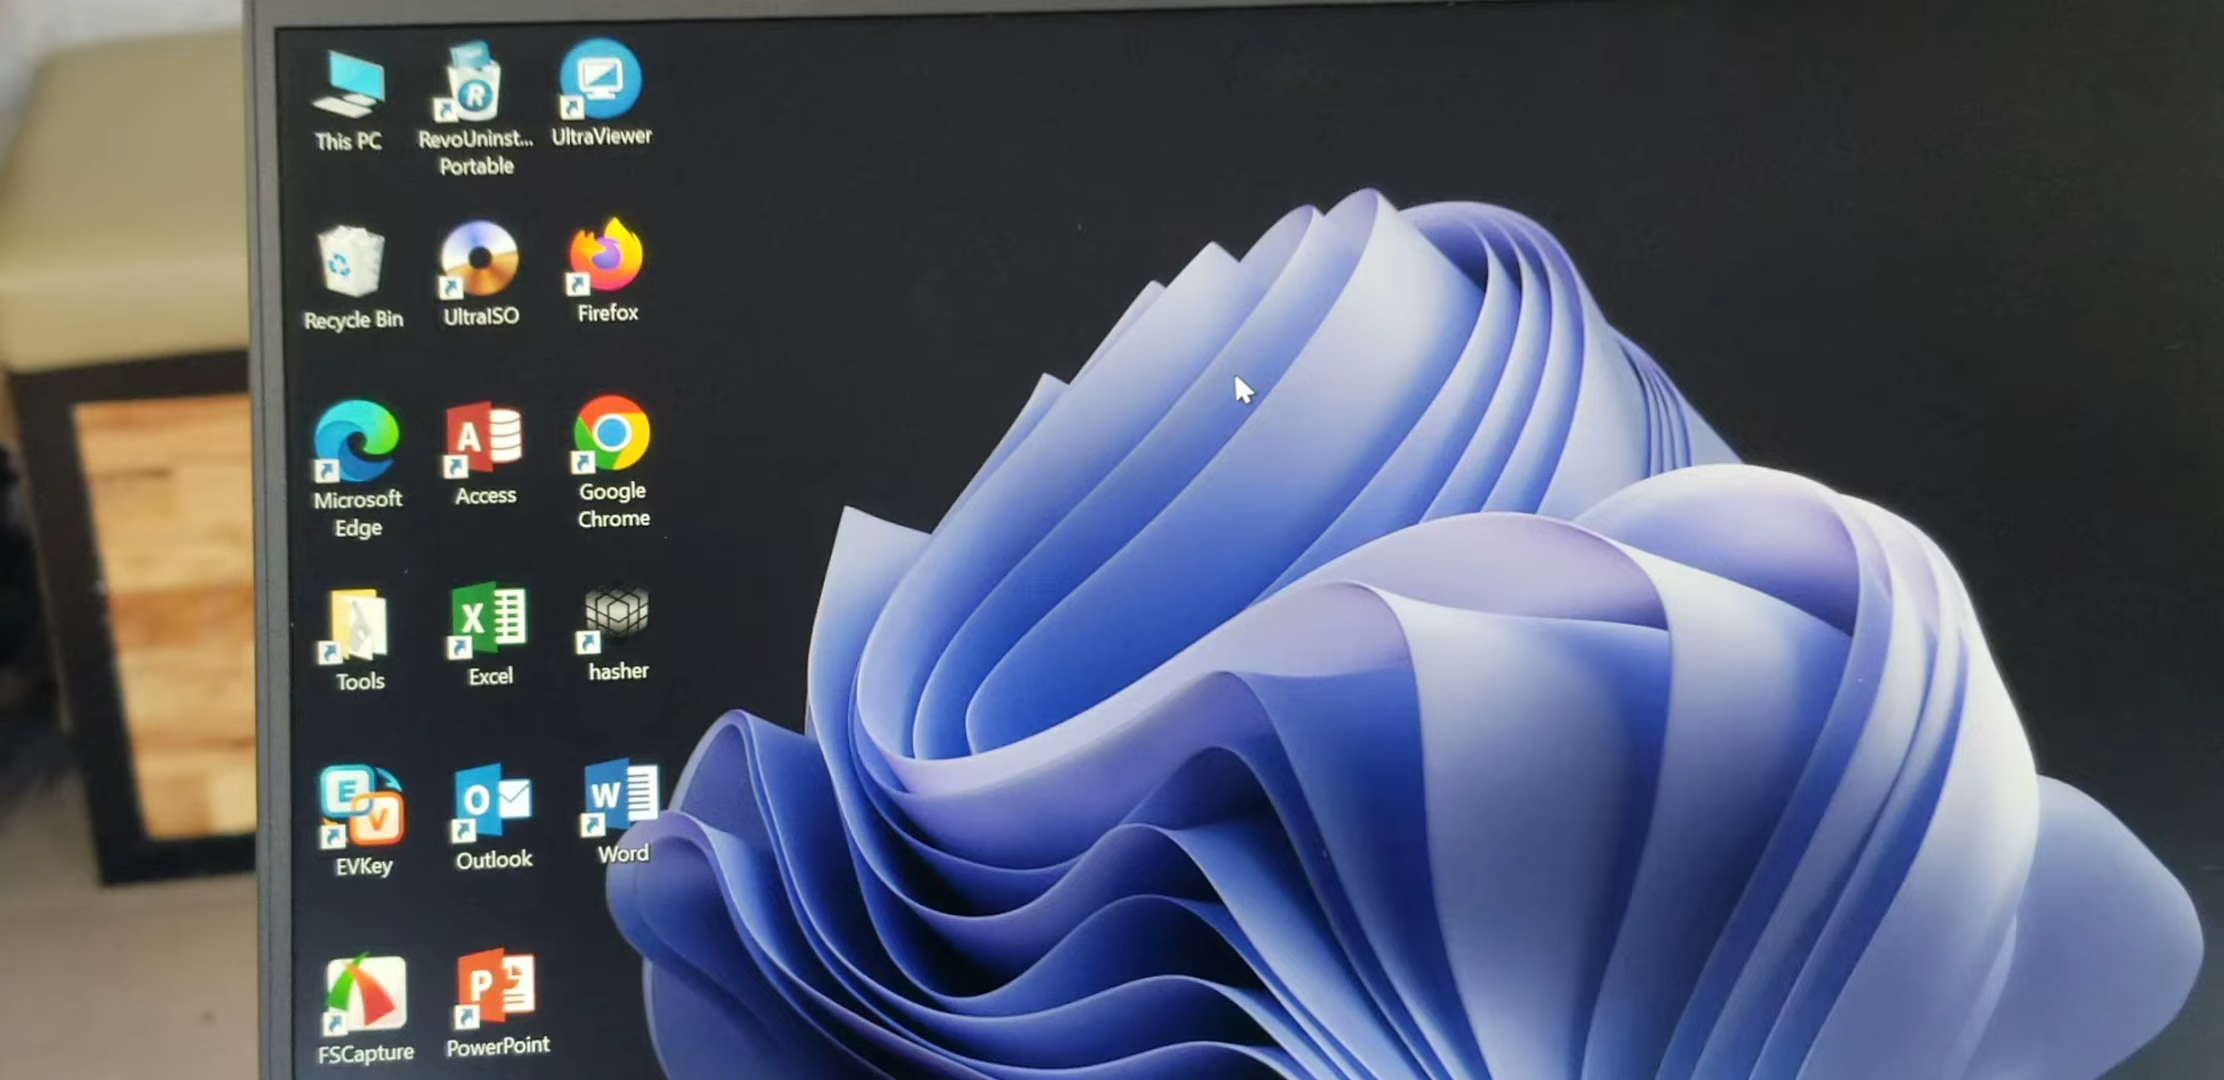 This PC
RevoUninst...
Portable
UltraViewer
Recycle Bin
UltraISO
Firefox
Microsoft
Edge
Access
Google
Chrome
Tools
Excel
hasher
EVKey
Outlook
Word
FSCapture
PowerPoint